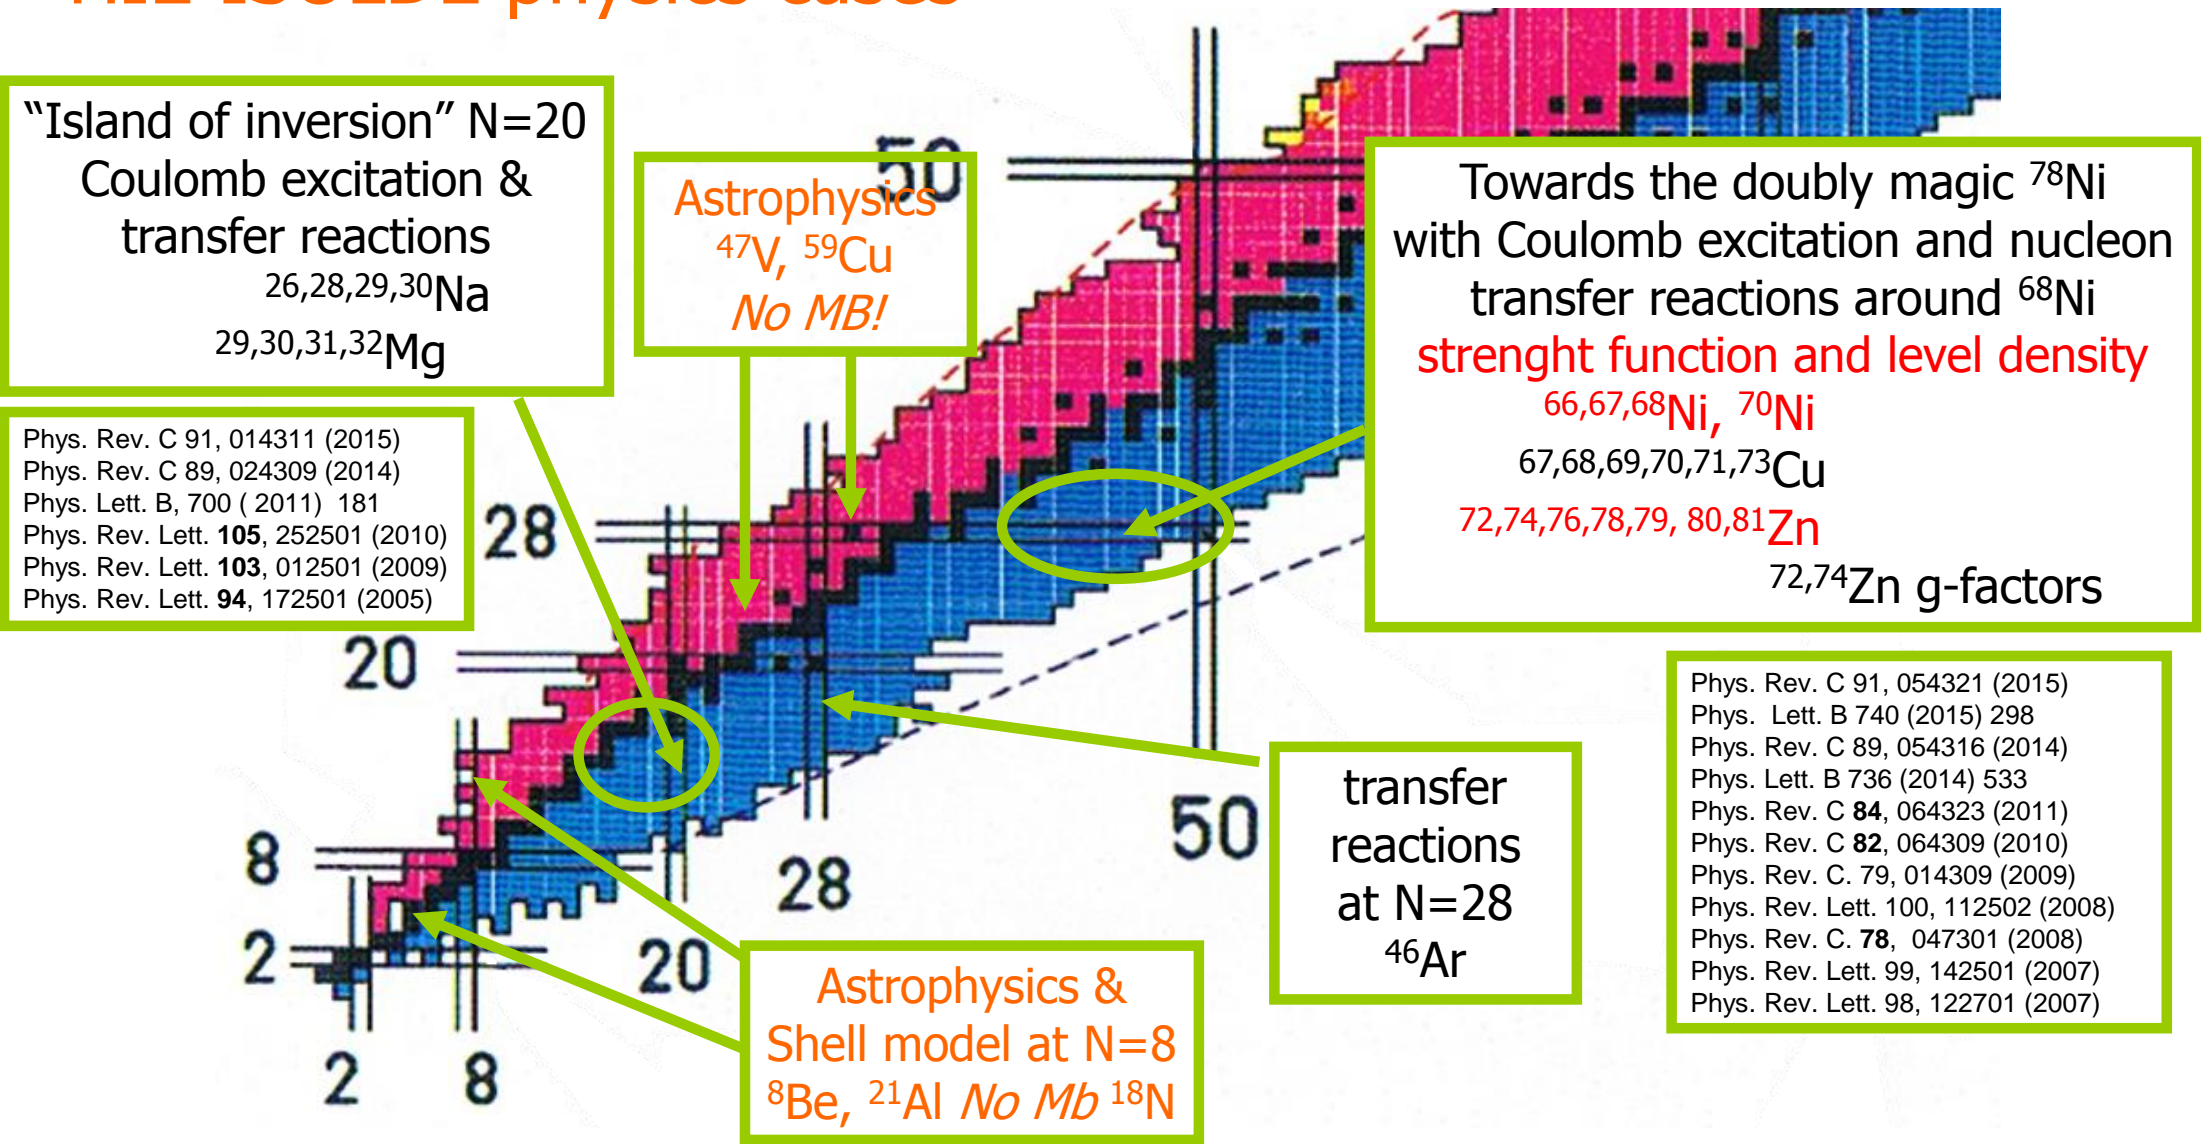 HIE-ISOLDE physics cases
“Island of inversion” N=20
Coulomb excitation &
transfer reactions
26,28,29,30Na
29,30,31,32Mg
Phys. Rev. C 91, 014311 (2015)
Phys. Rev. C 89, 024309 (2014)
Phys. Lett. B, 700 ( 2011)  181
Phys. Rev. Lett. 105, 252501 (2010)
Phys. Rev. Lett. 103, 012501 (2009)
Phys. Rev. Lett. 94, 172501 (2005)
Astrophysics
47V, 59Cu
No MB!
50
Towards the doubly magic 78Ni
with Coulomb excitation and nucleon
transfer reactions around 68Ni
strenght function and level density
66,67,68Ni, 70Ni
67,68,69,70,71,73Cu
72,74,76,78,79, 80,81Zn
72,74Zn g-factors
28
20
8
2
Phys. Rev. C 91, 054321 (2015)
Phys.  Lett. B 740 (2015) 298
Phys. Rev. C 89, 054316 (2014)
Phys. Lett. B 736 (2014) 533
Phys. Rev. C 84, 064323 (2011)
Phys. Rev. C 82, 064309 (2010)
Phys. Rev. C. 79, 014309 (2009)
Phys. Rev. Lett. 100, 112502 (2008)
Phys. Rev. C. 78,  047301 (2008)
Phys. Rev. Lett. 99, 142501 (2007)
Phys. Rev. Lett. 98, 122701 (2007)
transfer
reactions
at N=28
46Ar
50
28
20
Astrophysics &
Shell model at N=8
8Be, 21Al No Mb 18N
2
8